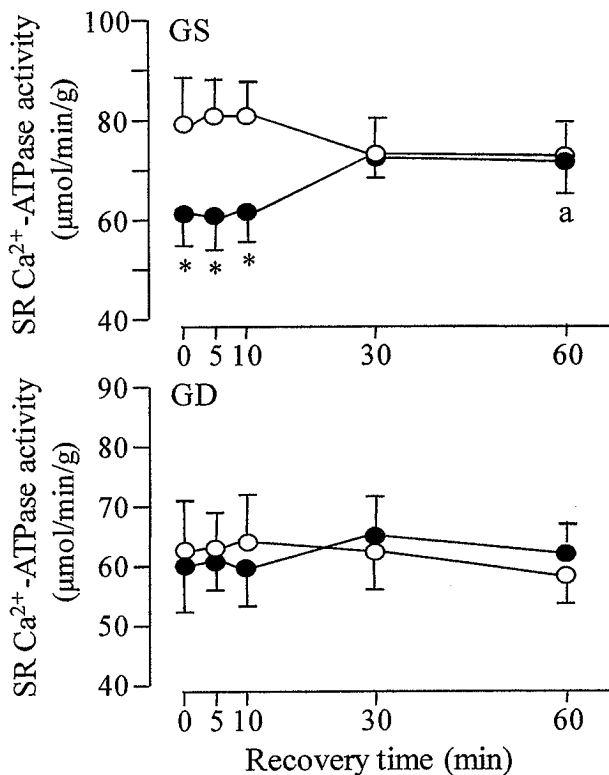 SR Ca²⁺-ATPase activity
(μmol/min/g)
100
80
60
40
GS
* * *
a
0 5 10 30 60
SR Ca²⁺-ATPase activity
(μmol/min/g)
90
80
70
60
50
40
GD
0 5 10 30 60
Recovery time (min)